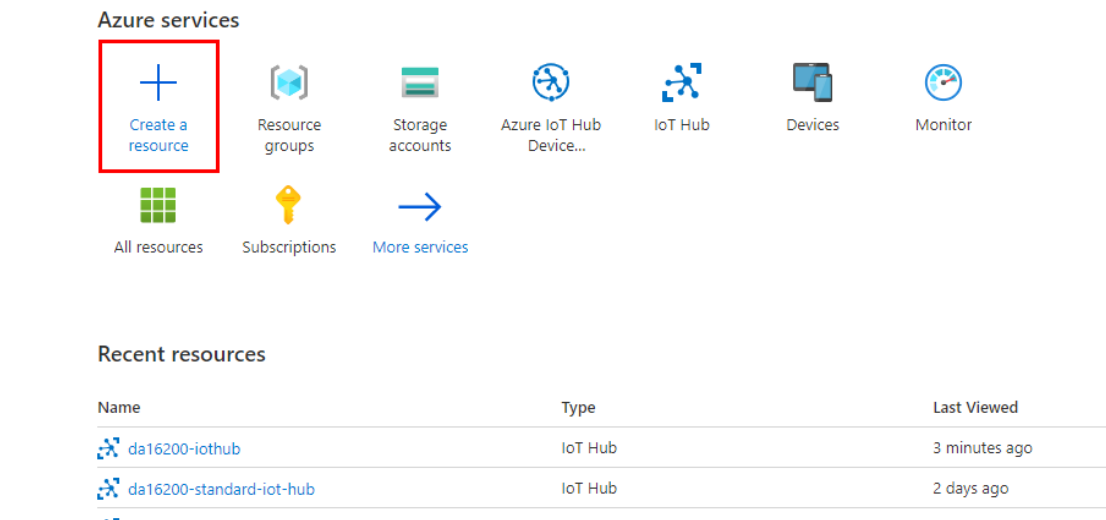 Azure services
Create a
resource
Resource
groups
Storage
accounts
Azure IoT Hub
Device...
IoT Hub
Devices
Monitor
All resources
Subscriptions
More services
Recent resources
Name Type Last Viewed
da16200-iothub IoT Hub 3 minutes ago
da16200-standard-iot-hub IoT Hub 2 days ago